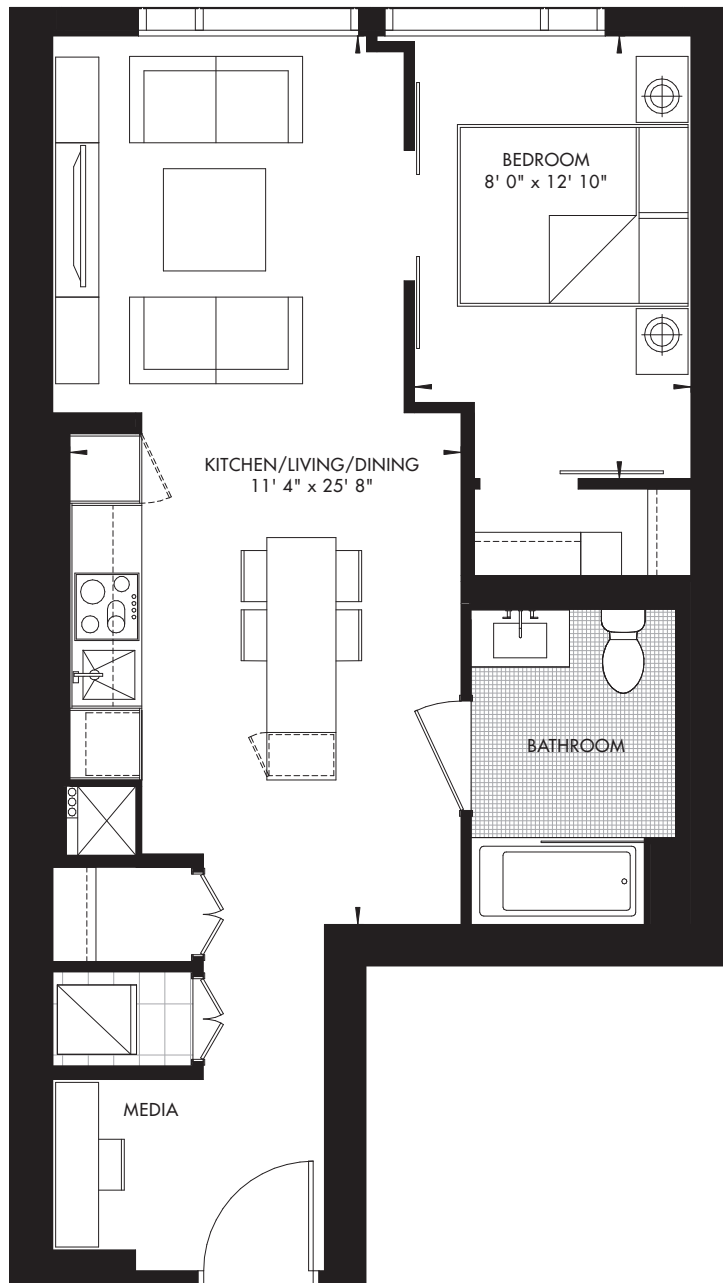 BEDROOM
8' 0" x 12' 10"
KITCHEN/LIVING/DINING
11' 4" x 25' 8"
BATHROOM
MEDIA